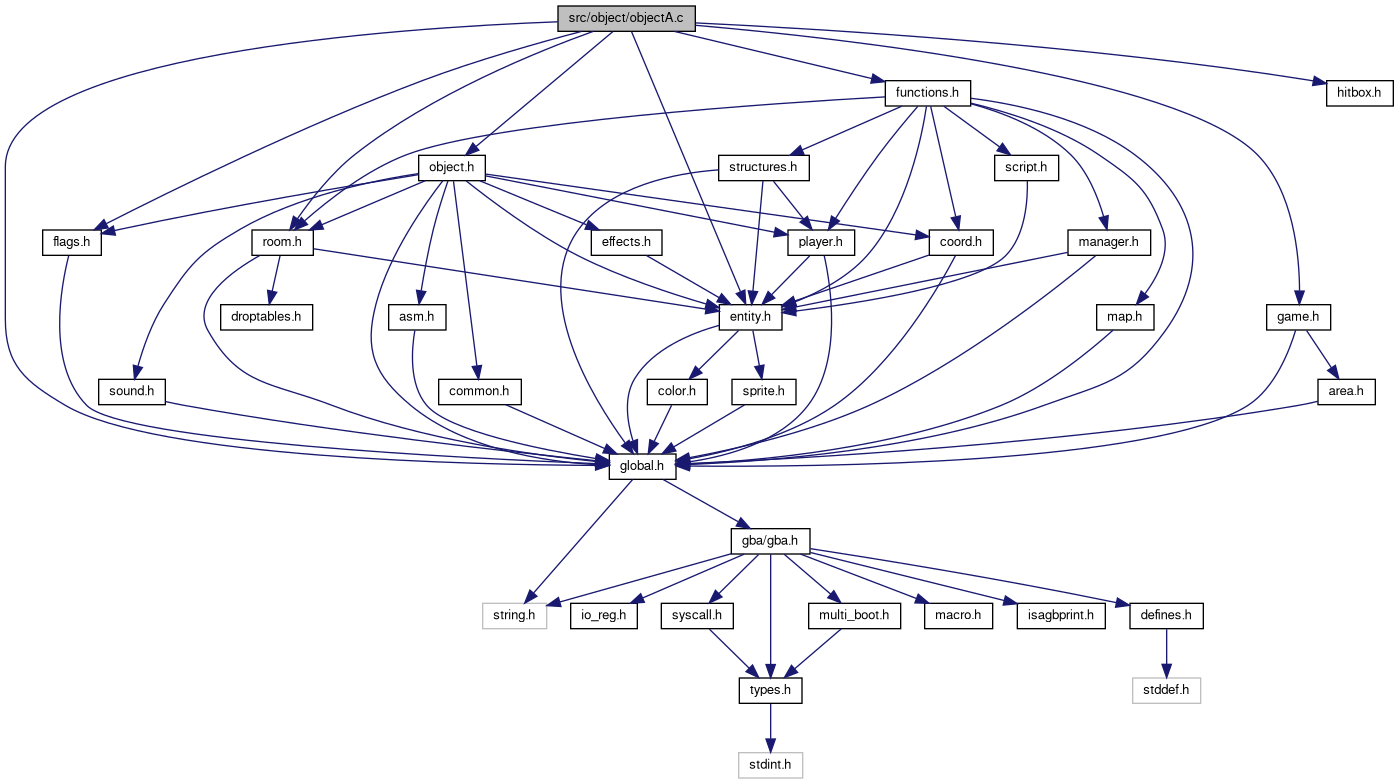 src/object/objectA.c
functions.h
hitbox.h
object.h
structures.h
script.h
flags.h
room.h
effects.h
player.h
coord.h
manager.h
droptables.h
asm.h
entity.h
map.h
game.h
sound.h
common.h
color.h
sprite.h
area.h
global.h
gba/gba.h
string.h
io_reg.h
syscall.h
multi_boot.h
macro.h
isagbprint.h
defines.h
types.h
stddef.h
stdint.h